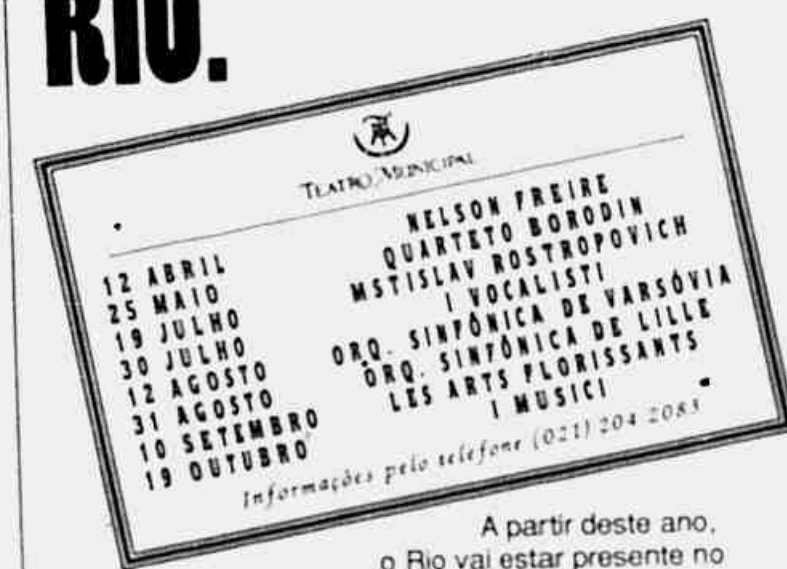 RIO.
TEATRO MUNICIPAL
12 ABRIL NELSON FREIRE
25 MAIO QUARTETO BORODIN
19 JULHO MSTISLAV ROSTROPOVICH
30 JULHO I VOCALISTI
12 AGOSTO ORQ. SINFÔNICA DE VARSÓVIA
31 AGOSTO ORQ. SINFÔNICA DE LILLE
10 SETEMBRO LES ARTS FLORISSANTS
19 OUTUBRO I MUSICI
Informações pelo telefone (021) 204 2083
A partir deste ano,
o Rio vai estar presente no